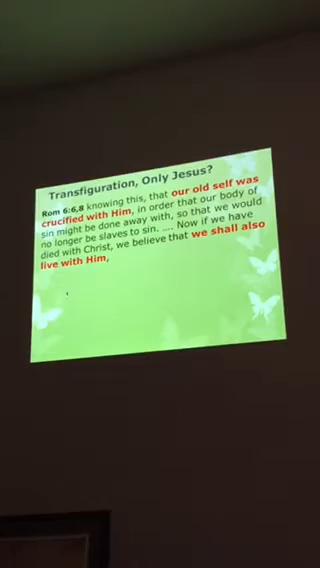 Transfiguration, Only Jesus?
Rom 6:6,8 knowing this, that our old self was
crucified with Him, in order that our body of
sin might be done away with, so that we would
no longer be slaves to sin. .... Now if we have
died with Christ, we believe that we shall also
live with Him,